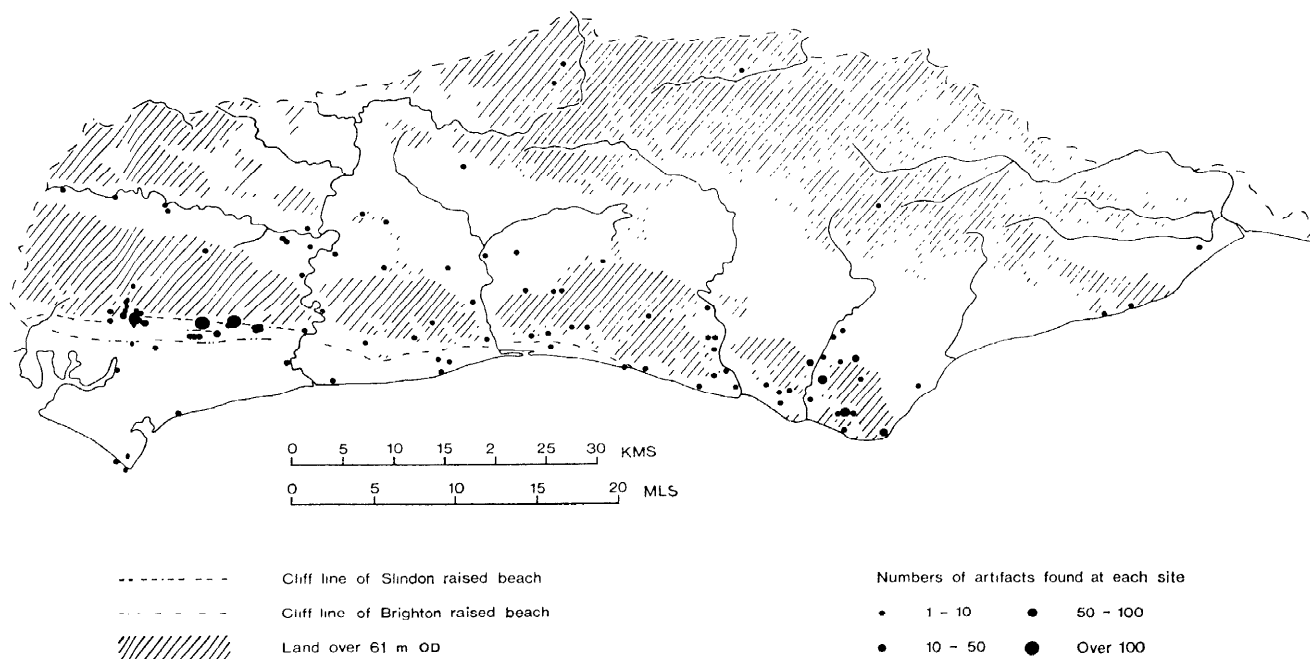 0 5 10 15 2 25 30 KMS
0 5 10 15 20 MLS
Cliff line of Slindon raised beach
Cliff line of Brighton raised beach
Land over 61 m OD
Numbers of artifacts found at each site
1 - 10
50 - 100
10 - 50
Over 100